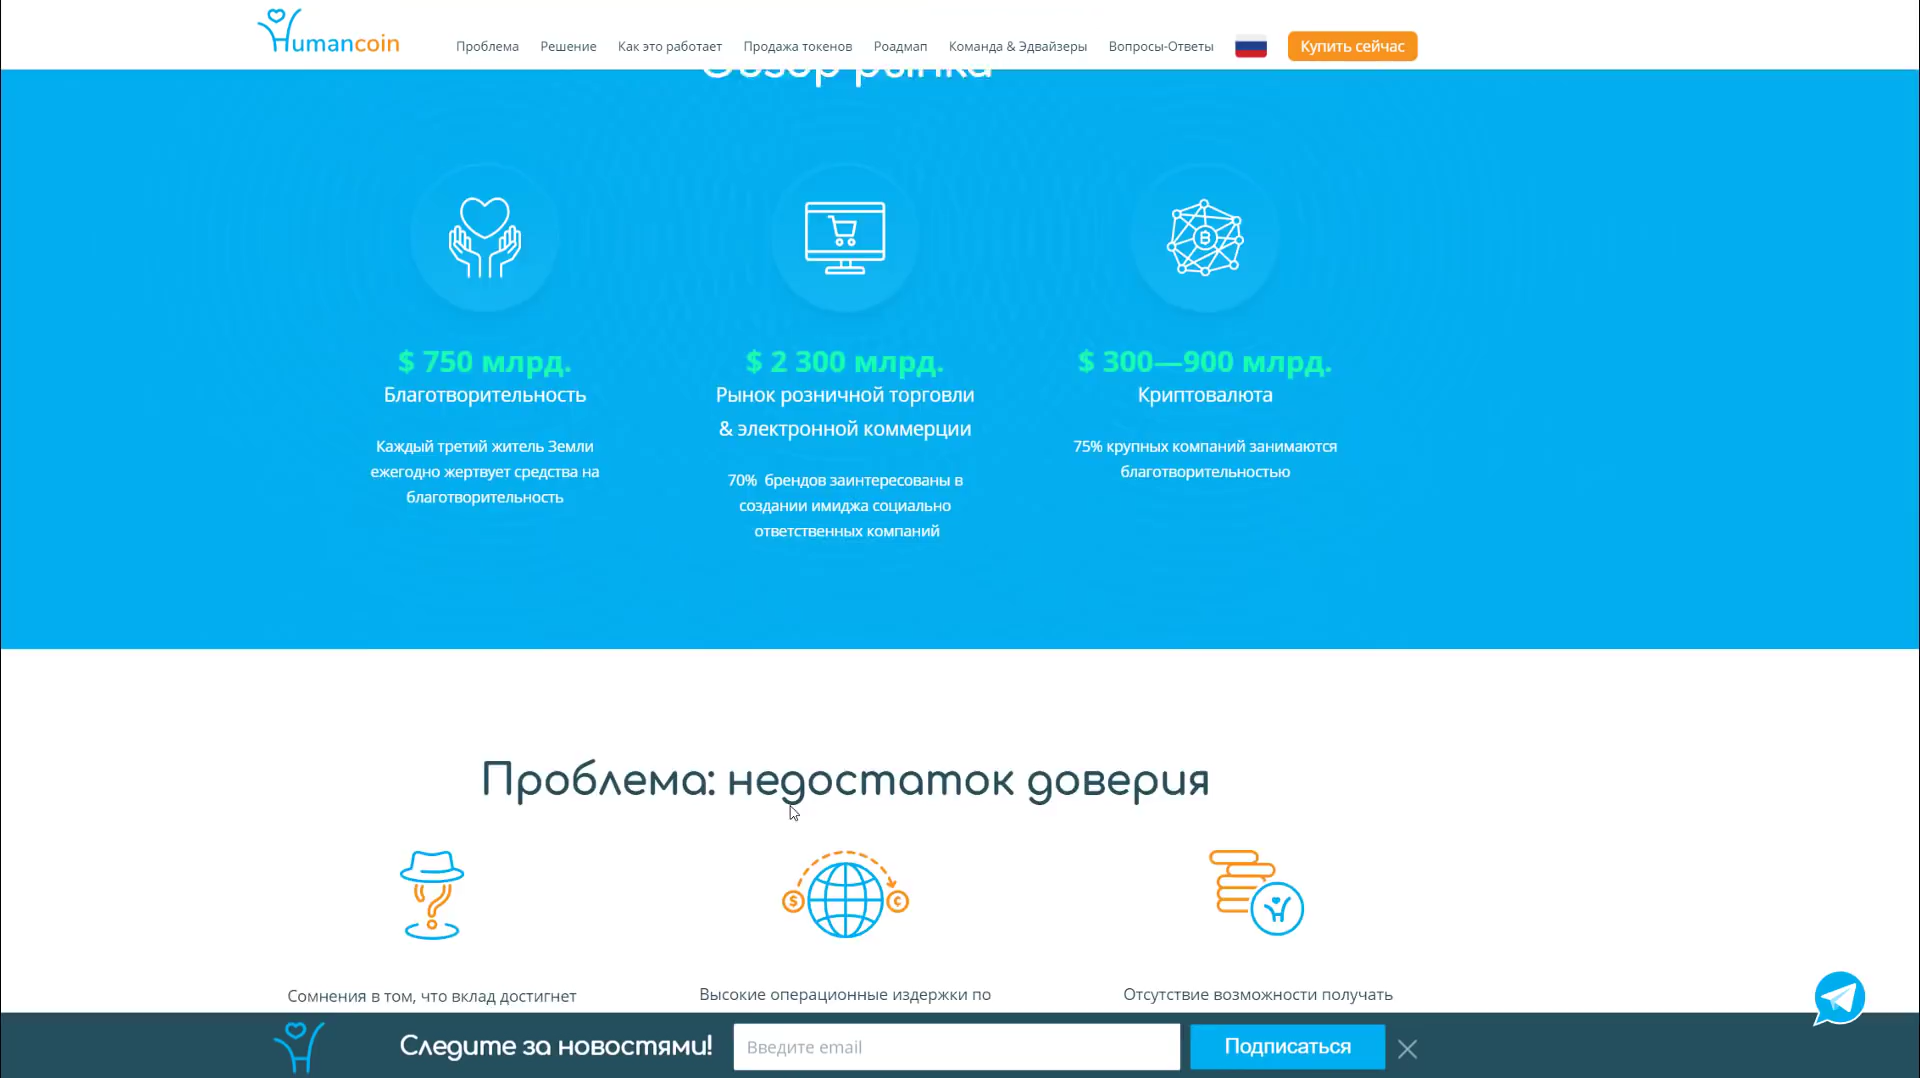 Humancoin
Проблема Решение Как это работает Продажа токенов Роадмап Команда & Эдвайзеры Вопросы-Ответы Купить сейчас
Обзор рынка
$ 750 млрд.
Благотворительность
Каждый третий житель Земли
ежегодно жертвует средства на
благотворительность
$ 2 300 млрд.
Рынок розничной торговли
& электронной коммерции
70% брендов заинтересованы в
создании имиджа социально
ответственных компаний
$ 300—900 млрд.
Криптовалюта
75% крупных компаний занимаются
благотворительностью
Проблема: недостаток доверия
Сомнения в том, что вклад достигнет
Высокие операционные издержки по
Отсутствие возможности получать
Следите за новостями!
Введите email
Подписаться